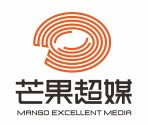 芒果超媒
MANGO EXCELLENT MEDIA